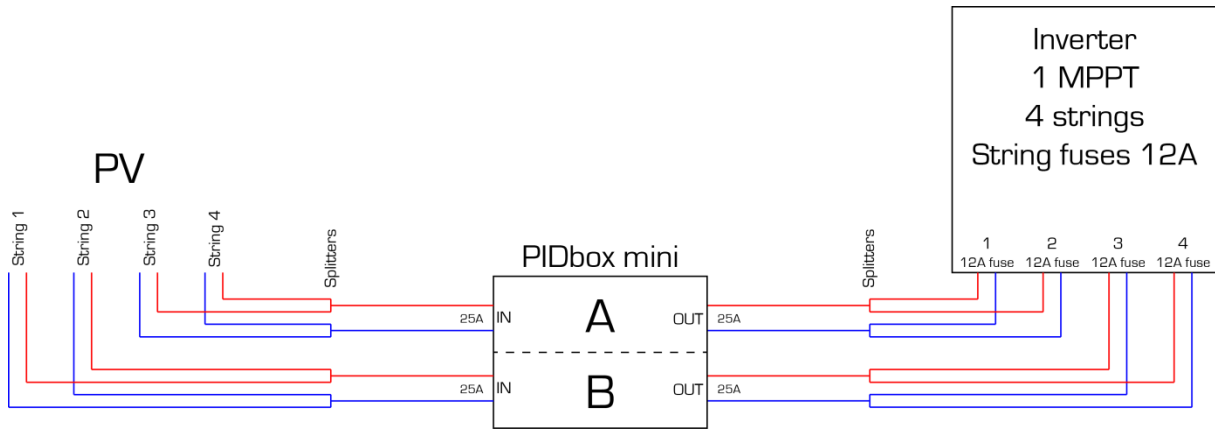 Inverter
1 MPPT
4 strings
String fuses 12A
PV
String 1
String 2
String 3
String 4
Splitters
PIDbox mini
Splitters
1 2 3 4
12A fuse 12A fuse 12A fuse 12A fuse
25A IN A OUT 25A
25A IN B OUT 25A